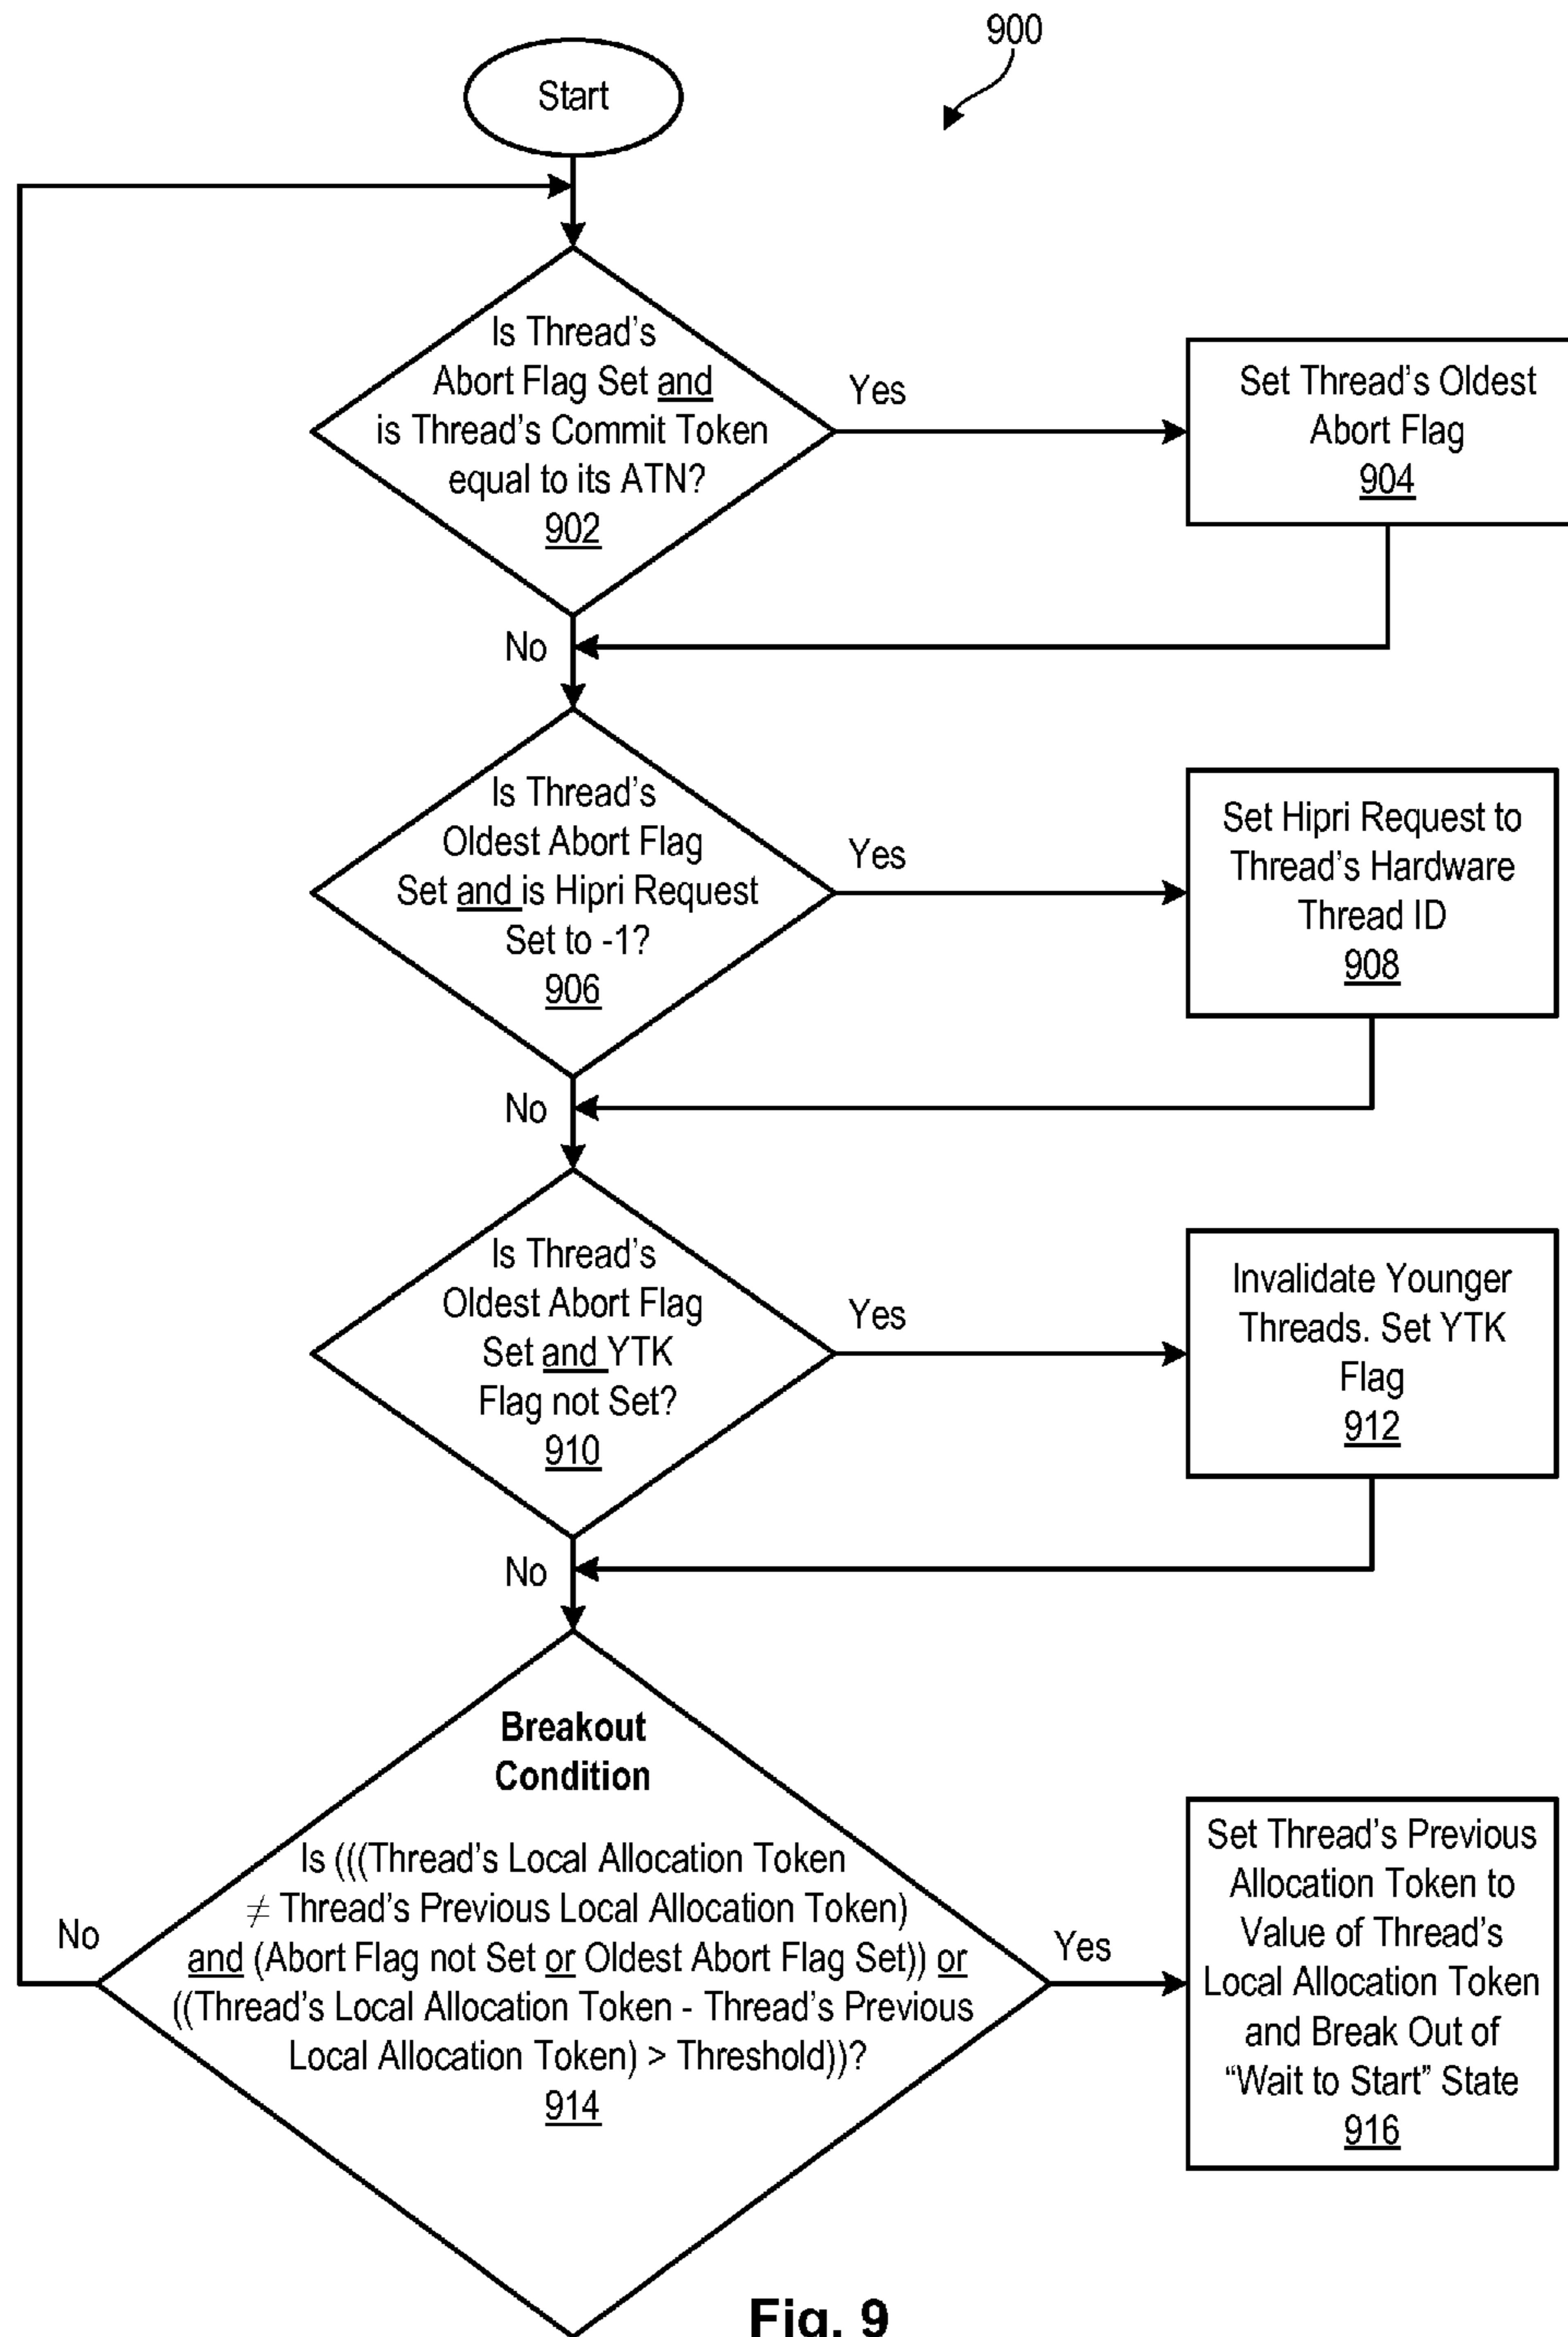 900
Start
Is Thread's
Abort Flag Set and
is Thread's Commit Token
equal to its ATN?
902
Yes
Set Thread's Oldest
Abort Flag
904
No
Is Thread's
Oldest Abort Flag
Set and is Hipri Request
Set to -1?
906
Yes
Set Hipri Request to
Thread's Hardware
Thread ID
908
No
Is Thread's
Oldest Abort Flag
Set and YTK
Flag not Set?
910
Yes
Invalidate Younger
Threads. Set YTK
Flag
912
No
Breakout
Condition
Is (((Thread's Local Allocation Token
≠ Thread's Previous Local Allocation Token)
and (Abort Flag not Set or Oldest Abort Flag Set)) or
((Thread's Local Allocation Token - Thread's Previous
Local Allocation Token) > Threshold))?
914
No
Yes
Set Thread's Previous
Allocation Token to
Value of Thread's
Local Allocation Token
and Break Out of
“Wait to Start” State
916
Fig. 9